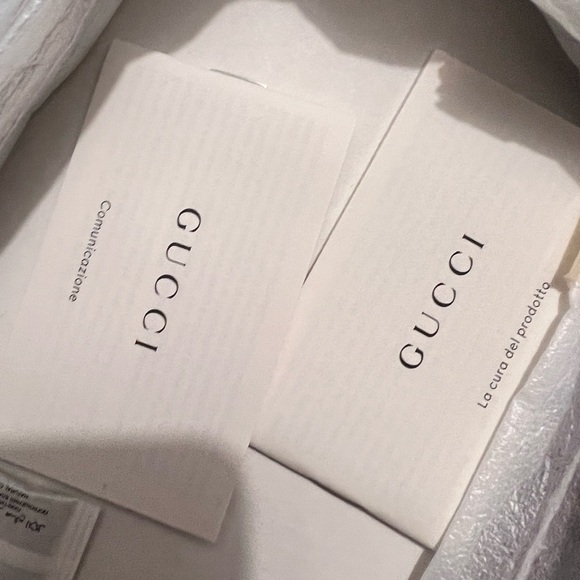 GUCCI
Comunicazione
GUCCI
La cura del prodotto